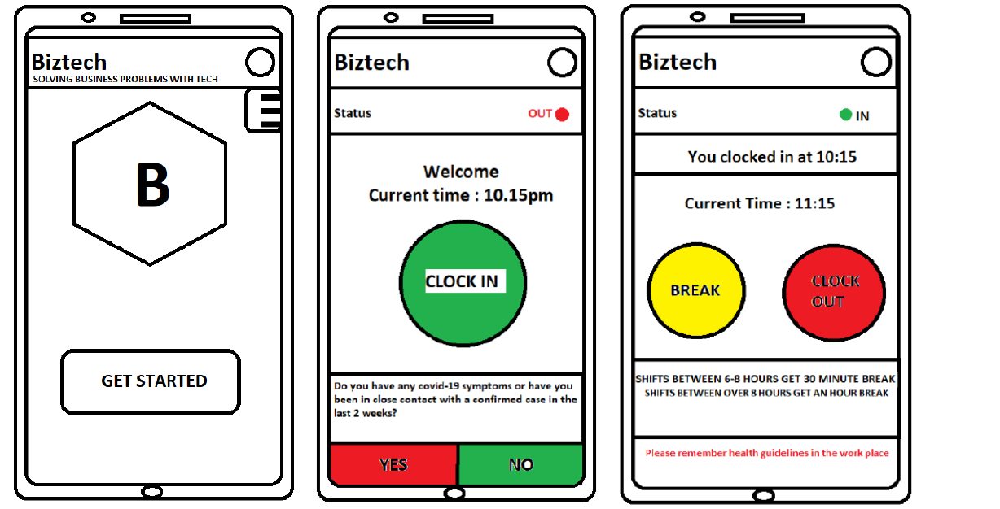 Biztech
SOLVING BUSINESS PROBLEMS WITH TECH
B
GET STARTED
Biztech
Status
OUT
Welcome
Current time : 10.15pm
CLOCK IN
Do you have any covid-19 symptoms or have you
been in close contact with a confirmed case in the
last 2 weeks?
YES
NO
Biztech
Status
IN
You clocked in at 10:15
Current Time : 11:15
BREAK
CLOCK
OUT
SHIFTS BETWEEN 6-8 HOURS GET 30 MINUTE BREAK
SHIFTS BETWEEN OVER 8 HOURS GET AN HOUR BREAK
Please remember health guidelines in the work place